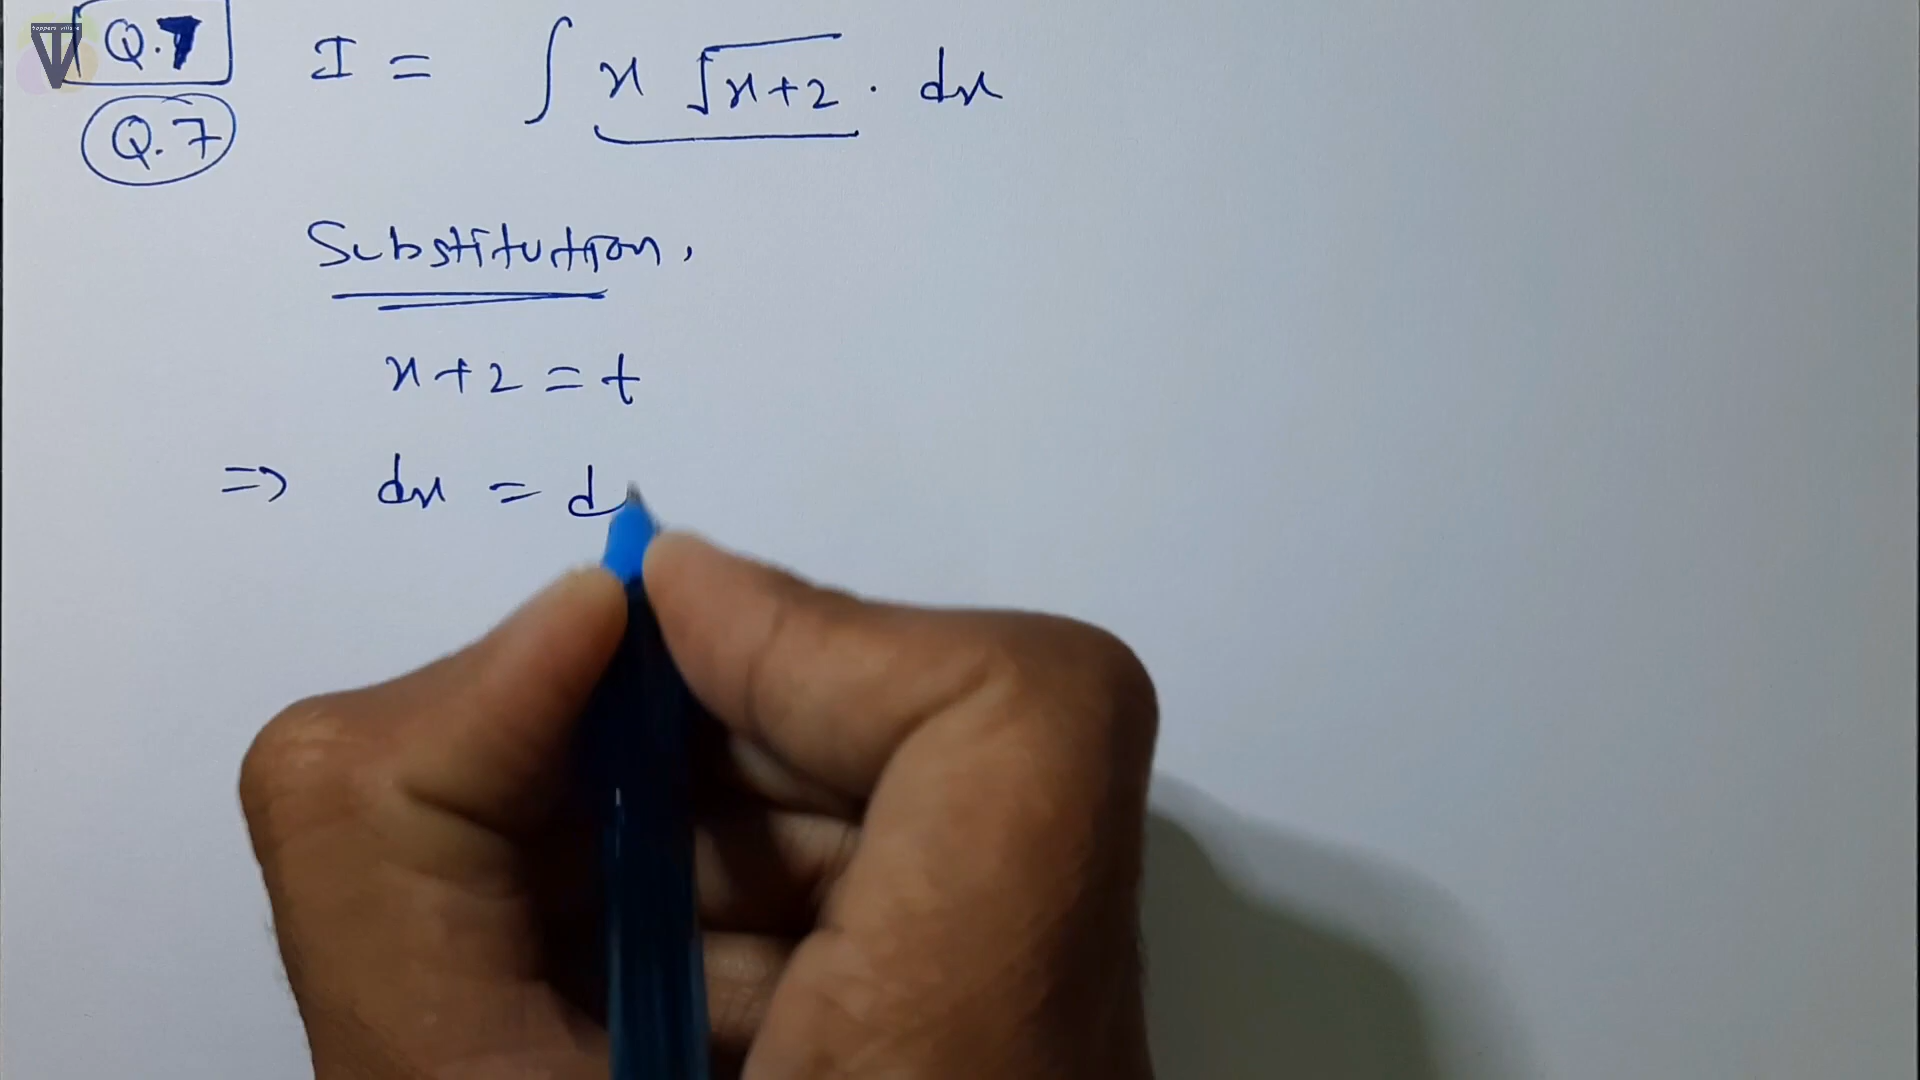 Q.7 I = ∫ x √x+2 · dx
Q.7
Substitution,
x+2 = t
⇒ dx = d